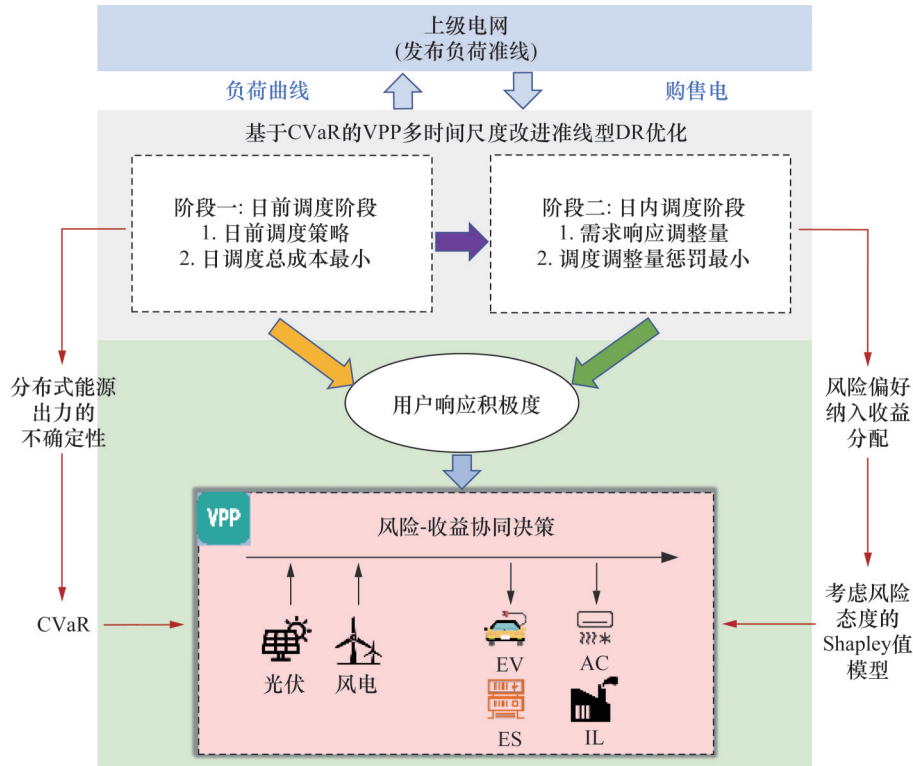 上级电网
(发布负荷准线)
负荷曲线
购售电
基于CVaR的VPP多时间尺度改进准线型DR优化
阶段一: 日前调度阶段
1. 日前调度策略
2. 日调度总成本最小
阶段二: 日内调度阶段
1. 需求响应调整量
2. 调度调整量惩罚最小
分布式能源
出力的
不确定性
用户响应积极度
风险偏好
纳入收益
分配
VPP
风险-收益协同决策
CVaR
光伏
风电
EV
AC
ES
IL
考虑风险
态度的
Shapley值
模型